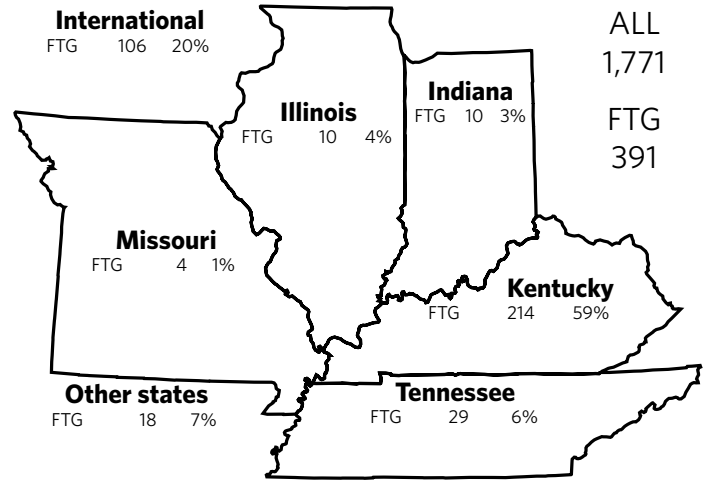 International
FTG 106 20%
ALL
1,771
FTG
391
Illinois
FTG 10 4%
Indiana
FTG 10 3%
Missouri
FTG 4 1%
Kentucky
FTG 214 59%
Other states
FTG 18 7%
Tennessee
FTG 29 6%